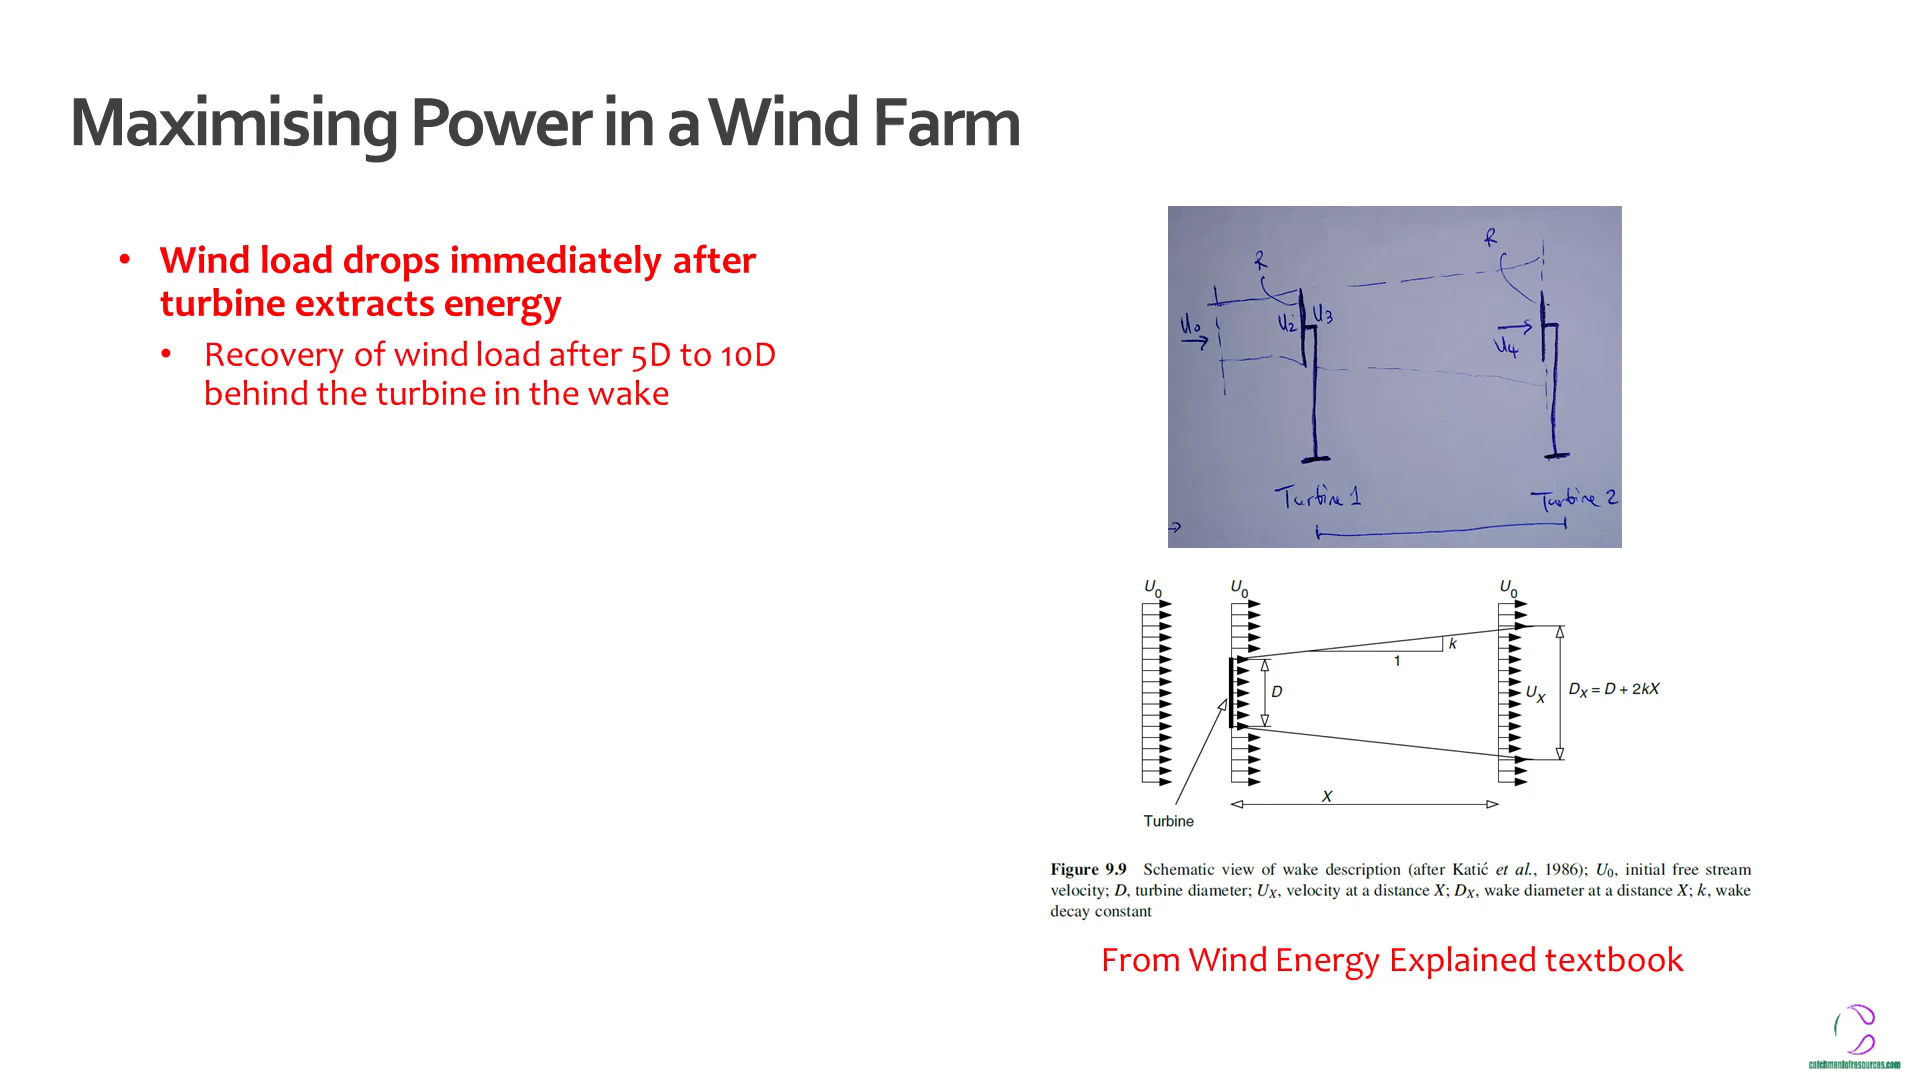 Maximising Power in a Wind Farm
• Wind load drops immediately after
turbine extracts energy
• Recovery of wind load after 5D to 10D
behind the turbine in the wake
R
R
U0
U2
U3
U4
Turbine 1
Turbine 2
U0
U0
U0
k
1
D
UX
DX = D + 2kX
X
Turbine
Figure 9.9 Schematic view of wake description (after Katić et al., 1986); U0, initial free stream
velocity; D, turbine diameter; UX, velocity at a distance X; DX, wake diameter at a distance X; k, wake
decay constant
From Wind Energy Explained textbook
catchmentofresources.com